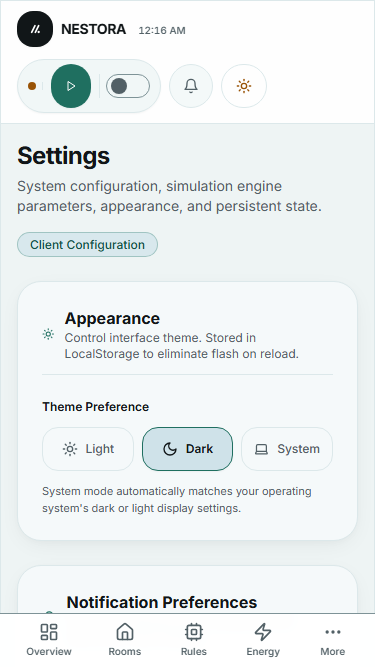 NESTORA 12:16 AM
Settings
System configuration, simulation engine
parameters, appearance, and persistent state.
Client Configuration
Appearance
Control interface theme. Stored in
LocalStorage to eliminate flash on reload.
Theme Preference
Light Dark System
System mode automatically matches your operating
system's dark or light display settings.
Notification Preferences
Overview Rooms Rules Energy More